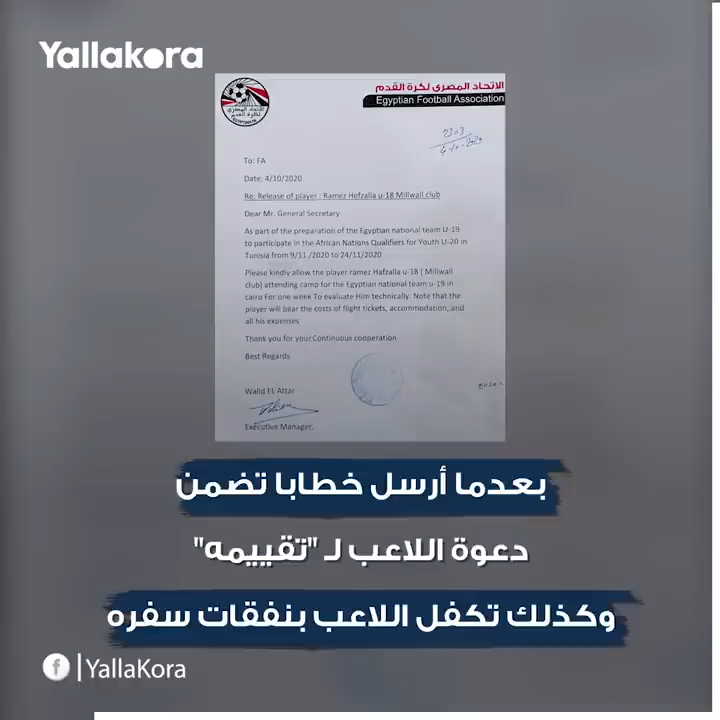 Yallakora
الاتحاد المصرى لكرة القدم
Egyptian Football Association
To: FA
Date: 4/10/2020
Re: Release of player : Ramez Hefzalla u-18 Millwall club
Dear Mr. General Secretary
As part of the preparation of the Egyptian national team U-19
to participate in the African Nations Qualifiers for Youth U-20 in
Tunisia from 9/11 /2020 to 24/11/2020
Please kindly allow the player ramez Hafzalla u-18 ( Millwall
club) attending camp for the Egyptian national team u-19 in
cairo For one week To evaluate Him technically. Note that the
player will bear the costs of flight tickets, accommodation, and
all his expenses
Thank you for your Continuous cooperation
Best Regards
Walid EL Attar
Executive Manager,
بعدما أرسل خطابا تضمن
دعوة اللاعب لـ "تقييمه"
وكذلك تكفل اللاعب بنفقات سفره
f | YallaKora